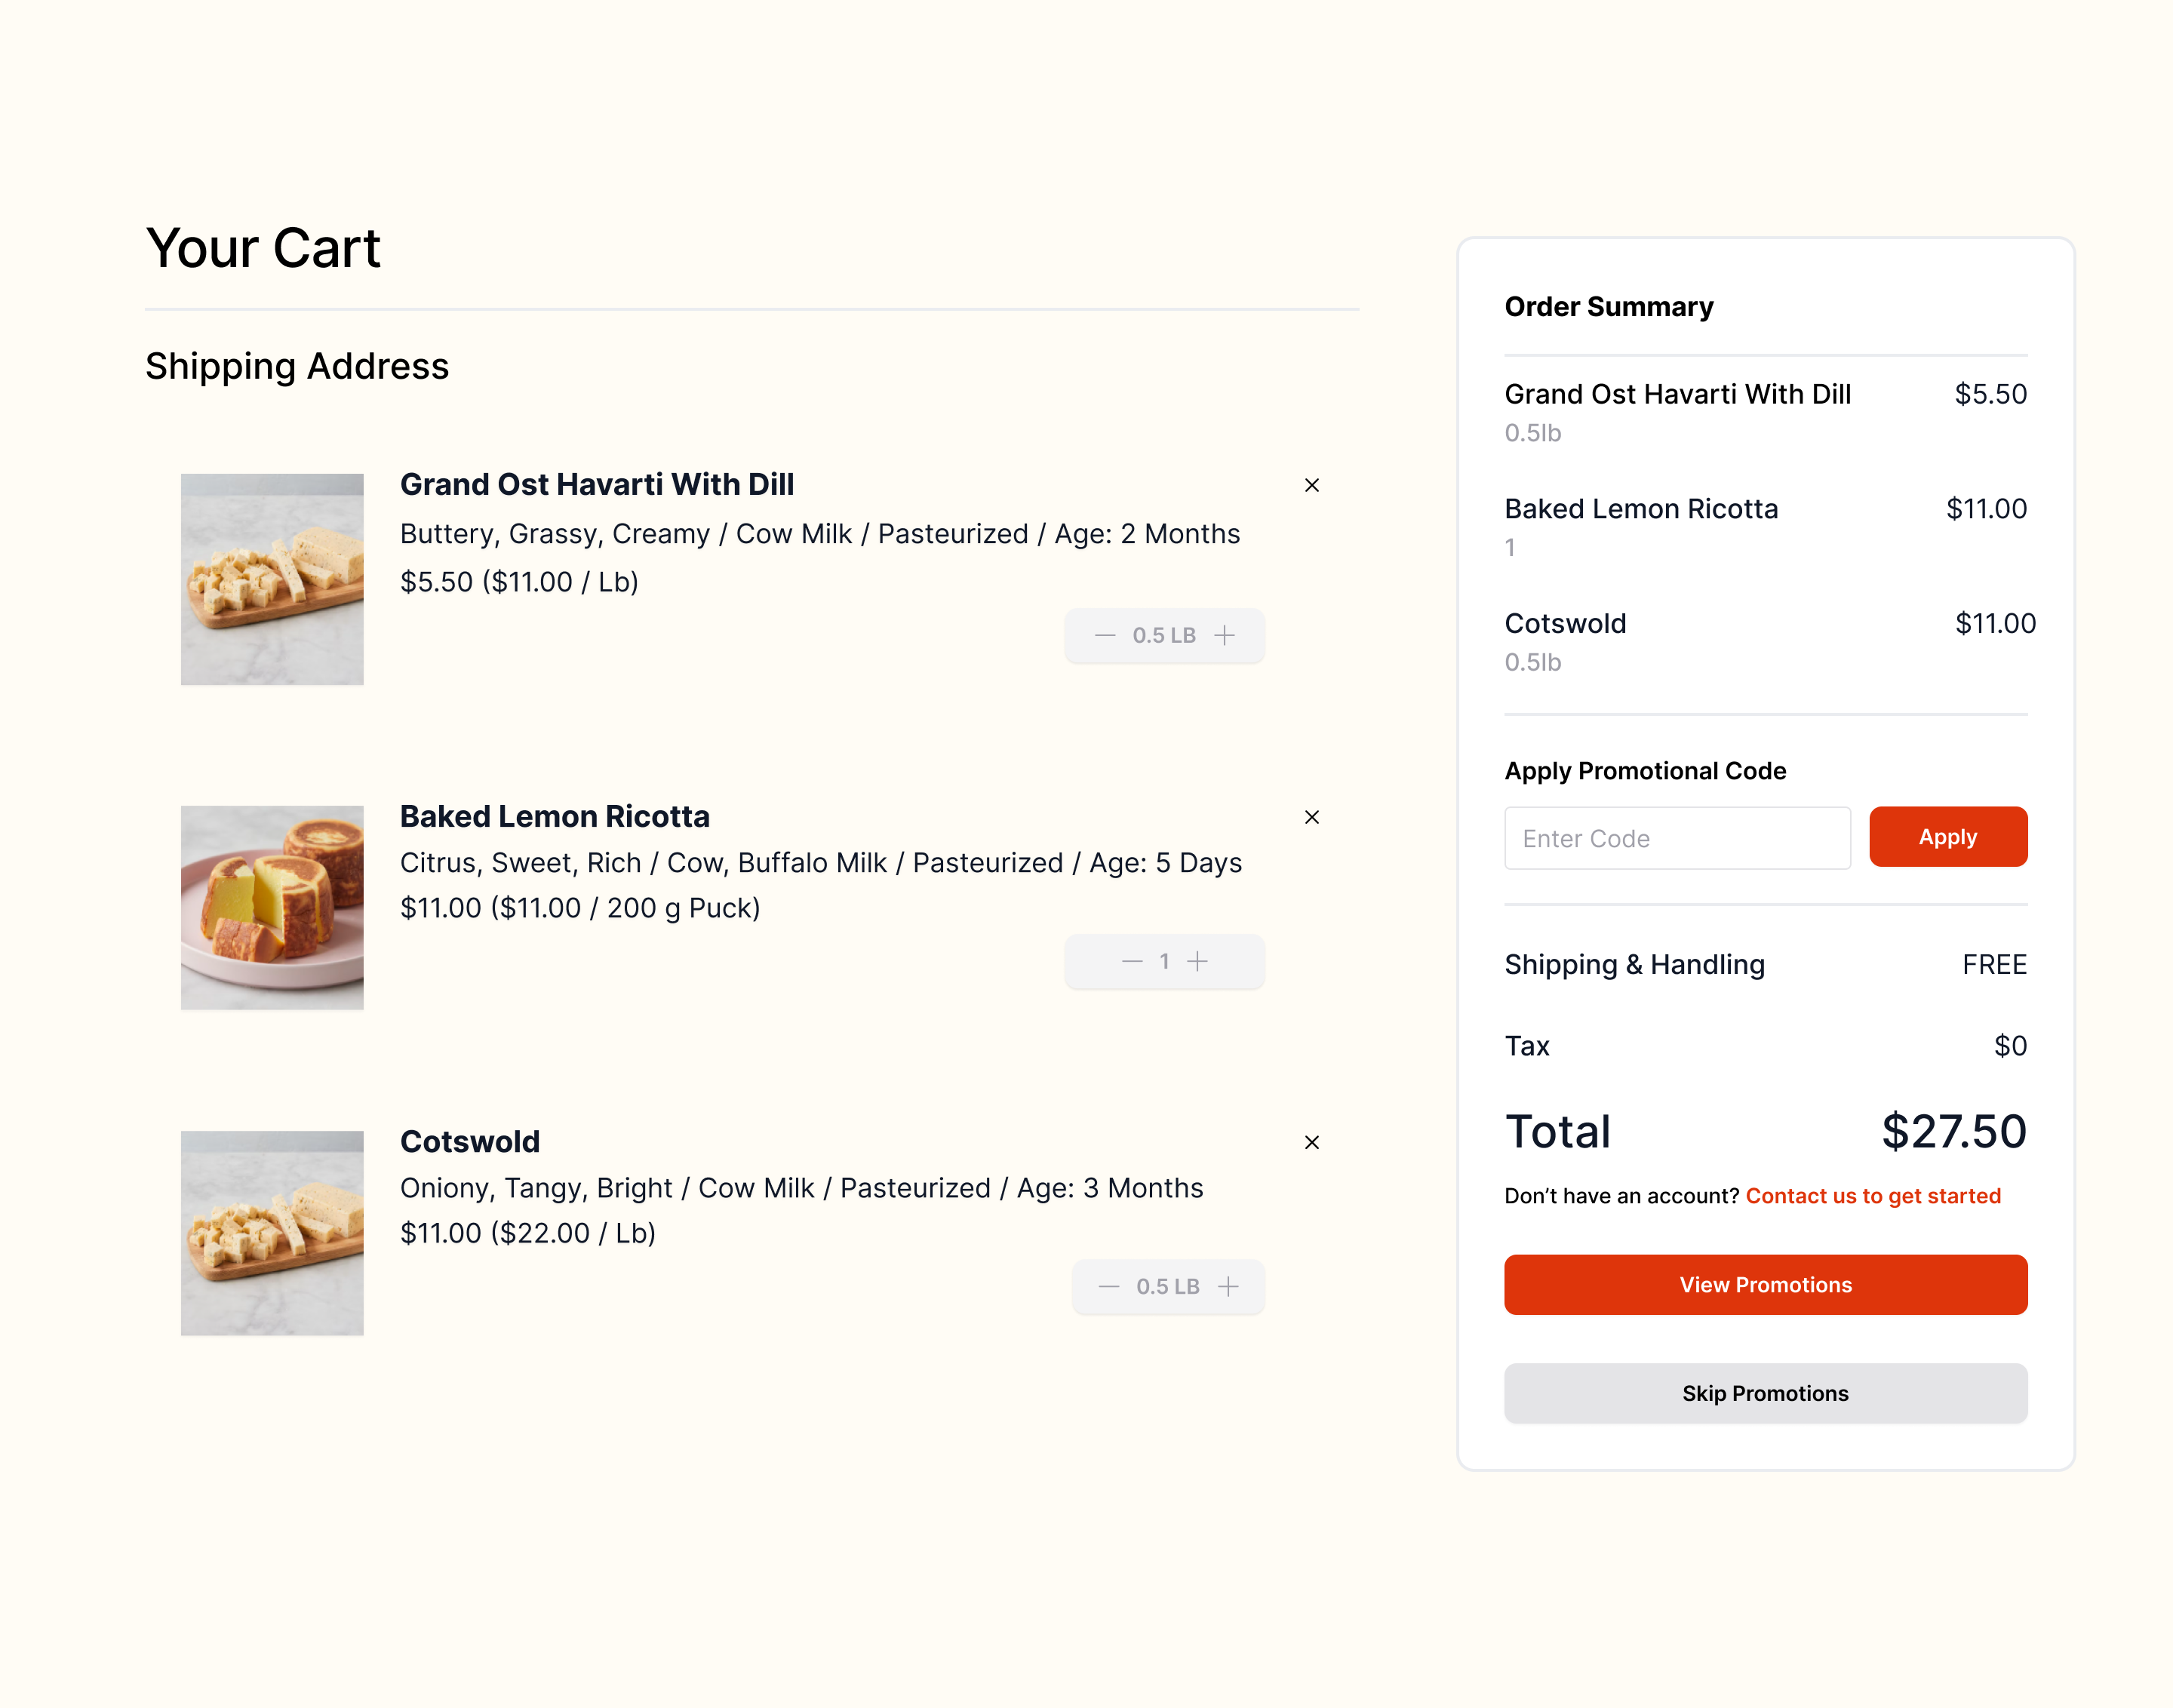 Your Cart
Shipping Address
Grand Ost Havarti With Dill
Buttery, Grassy, Creamy / Cow Milk / Pasteurized / Age: 2 Months
$5.50 ($11.00 / Lb)
0.5 LB
Baked Lemon Ricotta
Citrus, Sweet, Rich / Cow, Buffalo Milk / Pasteurized / Age: 5 Days
$11.00 ($11.00 / 200 g Puck)
1
Cotswold
Oniony, Tangy, Bright / Cow Milk / Pasteurized / Age: 3 Months
$11.00 ($22.00 / Lb)
0.5 LB
Order Summary
Grand Ost Havarti With Dill $5.50
0.5lb
Baked Lemon Ricotta $11.00
1
Cotswold $11.00
0.5lb
Apply Promotional Code
Enter Code Apply
Shipping & Handling FREE
Tax $0
Total $27.50
Don’t have an account? Contact us to get started
View Promotions
Skip Promotions